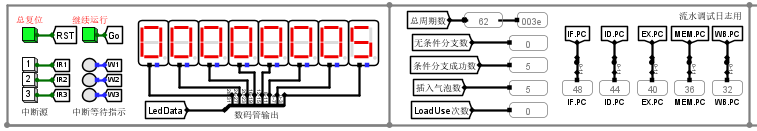 总复位 继续运行
RST Go
00000005
1 IR1 W1
2 IR2 W2
3 IR3 W3
中断源 中断等待指示
LedData
数码管输出
总周期数 62 003e
无条件分支数 0
条件分支成功数 5
插入气泡数 5
LoadUse次数 0
流水调试日志用
IF.PC ID.PC EX.PC MEM.PC WB.PC
48 44 40 36 32
IF.PC ID.PC EX.PC MEM.PC WB.PC